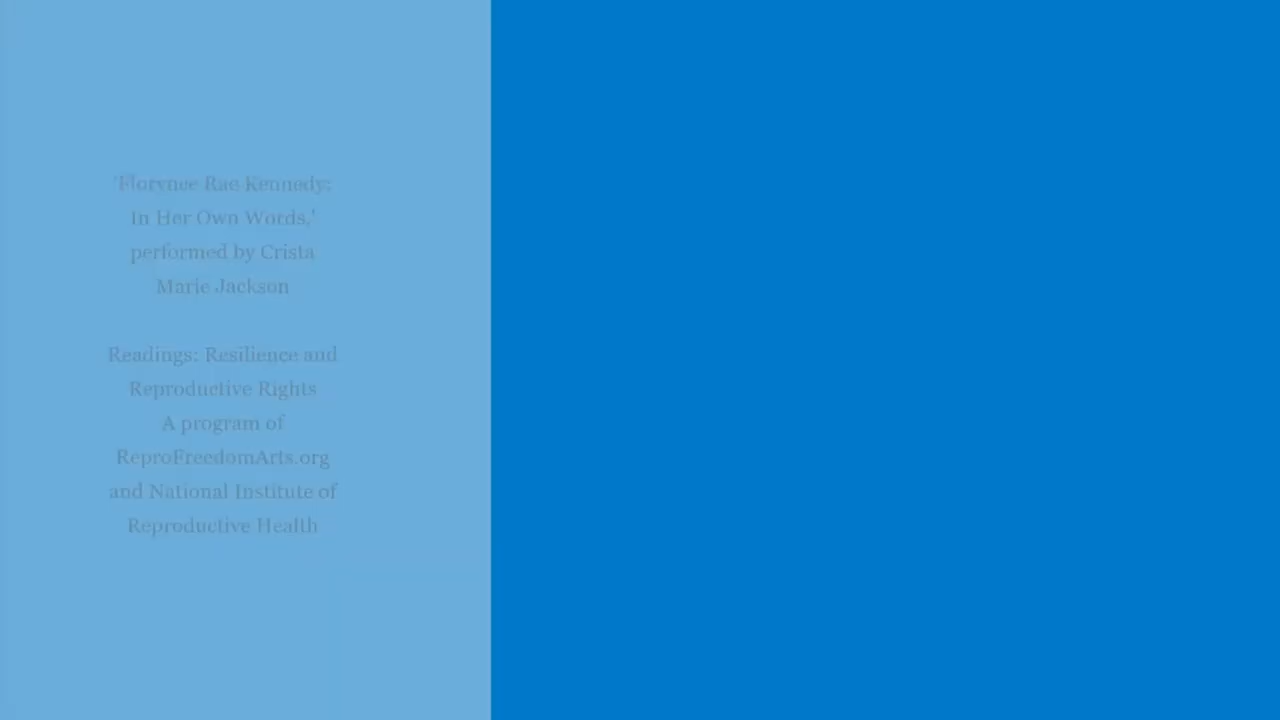 'Florynce Rae Kennedy:
In Her Own Words,'
performed by Crista
Marie Jackson
Readings: Resilience and
Reproductive Rights
A program of
ReproFreedomArts.org
and National Institute of
Reproductive Health